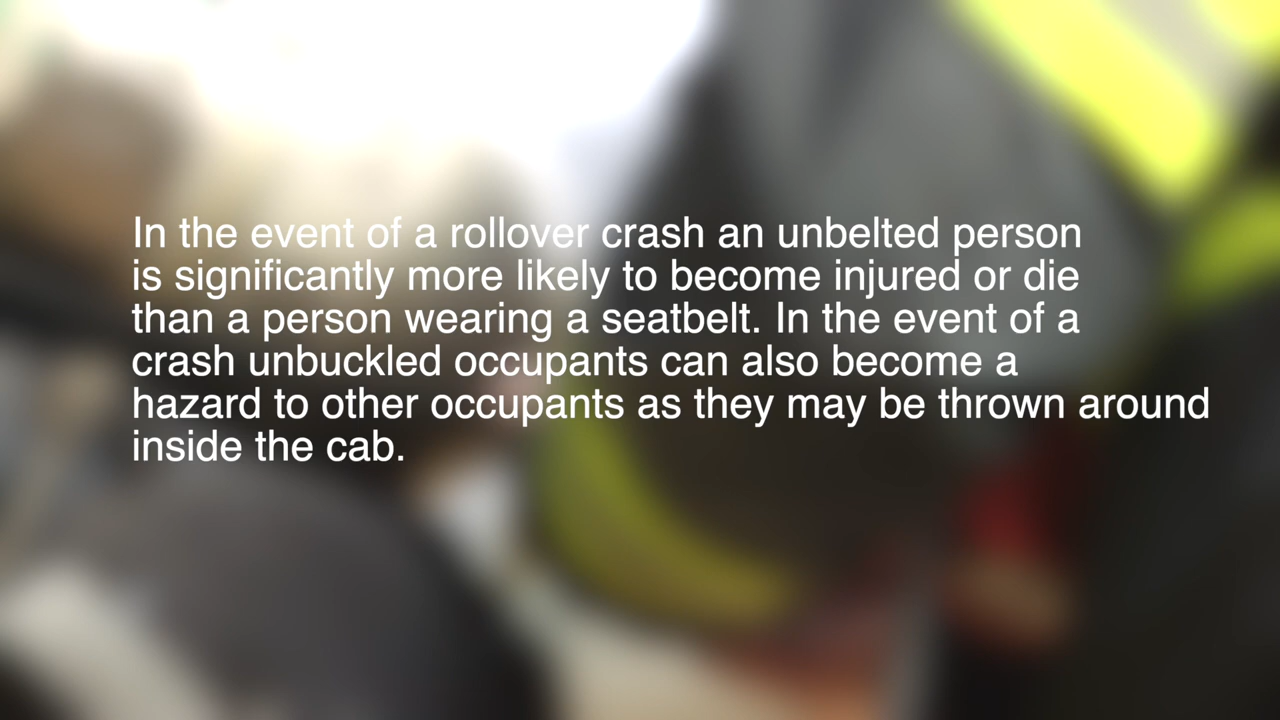 In the event of a rollover crash an unbelted person
is significantly more likely to become injured or die
than a person wearing a seatbelt. In the event of a
crash unbuckled occupants can also become a
hazard to other occupants as they may be thrown around
inside the cab.